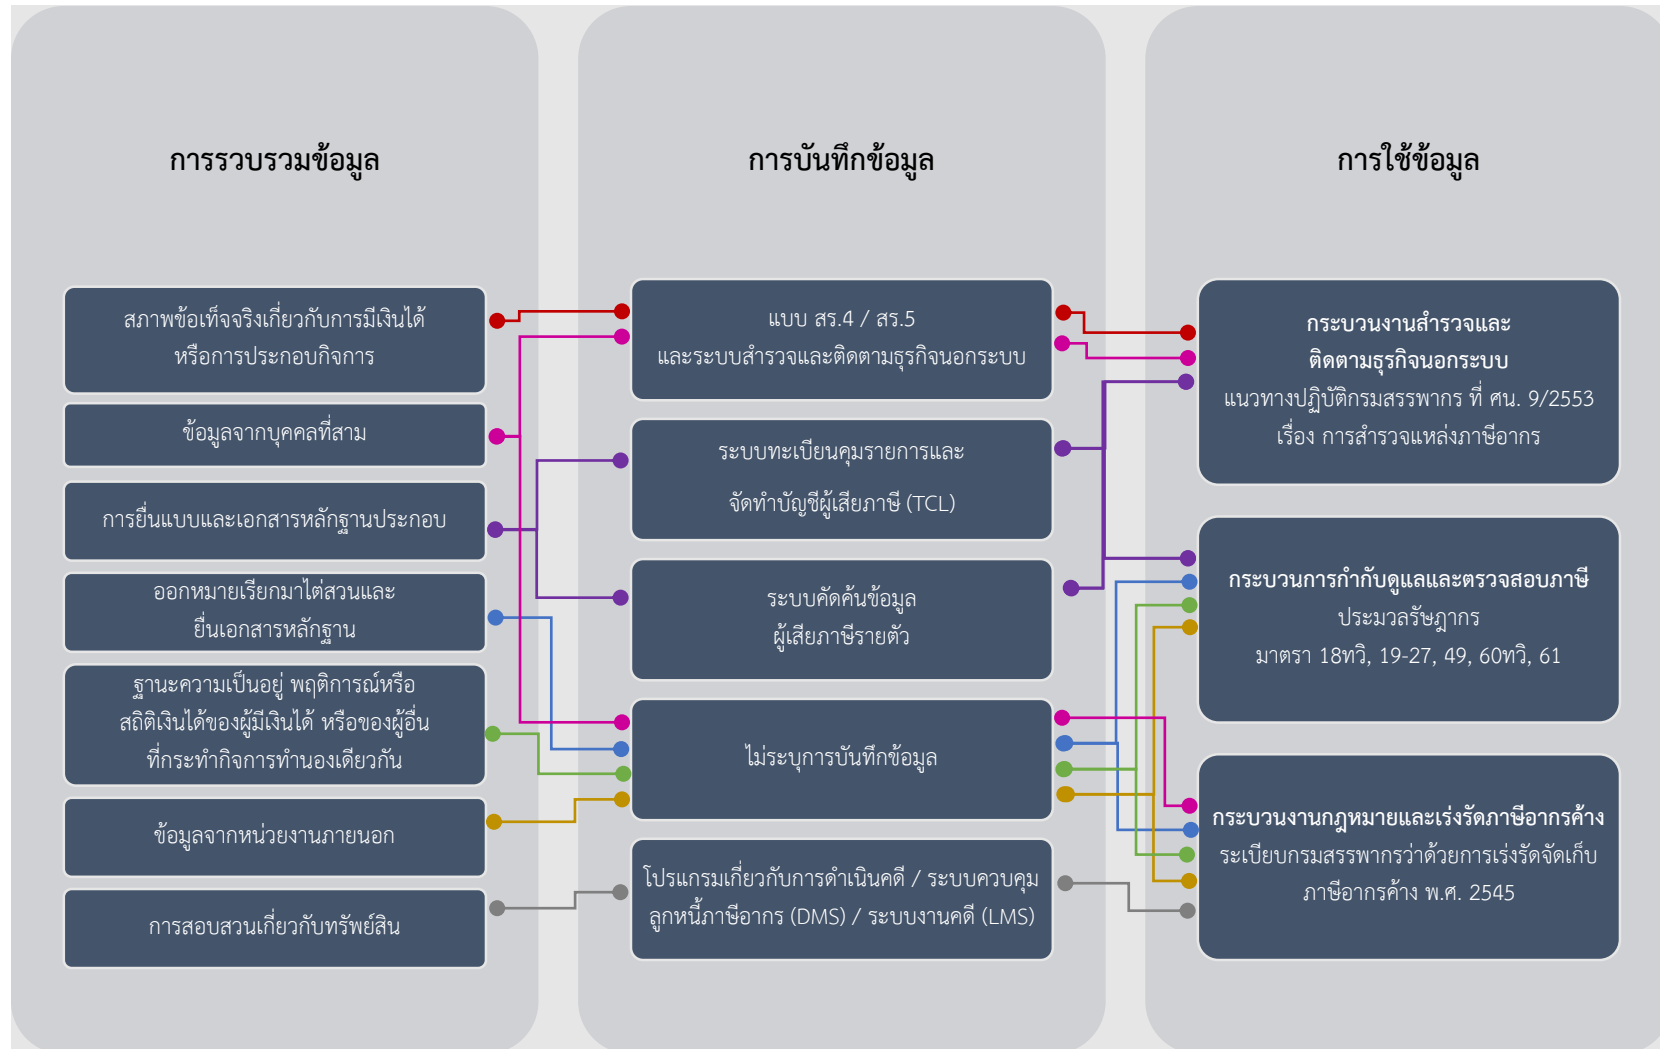 การรวบรวมข้อมูล
สภาพข้อเท็จจริงเกี่ยวกับการมีเงินได้
หรือการประกอบกิจการ
ข้อมูลจากบุคคลที่สาม
การยื่นแบบและเอกสารหลักฐานประกอบ
ออกหมายเรียกมาไต่สวนและ
ยื่นเอกสารหลักฐาน
ฐานะความเป็นอยู่ พฤติการณ์หรือ
สถิติเงินได้ของผู้มีเงินได้ หรือของผู้อื่น
ที่กระทำกิจการทำนองเดียวกัน
ข้อมูลจากหน่วยงานภายนอก
การสอบสวนเกี่ยวกับทรัพย์สิน
การบันทึกข้อมูล
แบบ สร.4 / สร.5
และระบบสำรวจและติดตามธุรกิจนอกระบบ
ระบบทะเบียนคุมรายการและ
จัดทำบัญชีผู้เสียภาษี (TCL)
ระบบคัดค้นข้อมูล
ผู้เสียภาษีรายตัว
ไม่ระบุการบันทึกข้อมูล
โปรแกรมเกี่ยวกับการดำเนินคดี / ระบบควบคุม
ลูกหนี้ภาษีอากร (DMS) / ระบบงานคดี (LMS)
การใช้ข้อมูล
กระบวนงานสำรวจและ
ติดตามธุรกิจนอกระบบ
แนวทางปฏิบัติกรมสรรพากร ที่ ศน. 9/2553
เรื่อง การสำรวจแหล่งภาษีอากร
กระบวนการกำกับดูแลและตรวจสอบภาษี
ประมวลรัษฎากร
มาตรา 18ทวิ, 19-27, 49, 60ทวิ, 61
กระบวนงานกฎหมายและเร่งรัดภาษีอากรค้าง
ระเบียบกรมสรรพากรว่าด้วยการเร่งรัดจัดเก็บ
ภาษีอากรค้าง พ.ศ. 2545